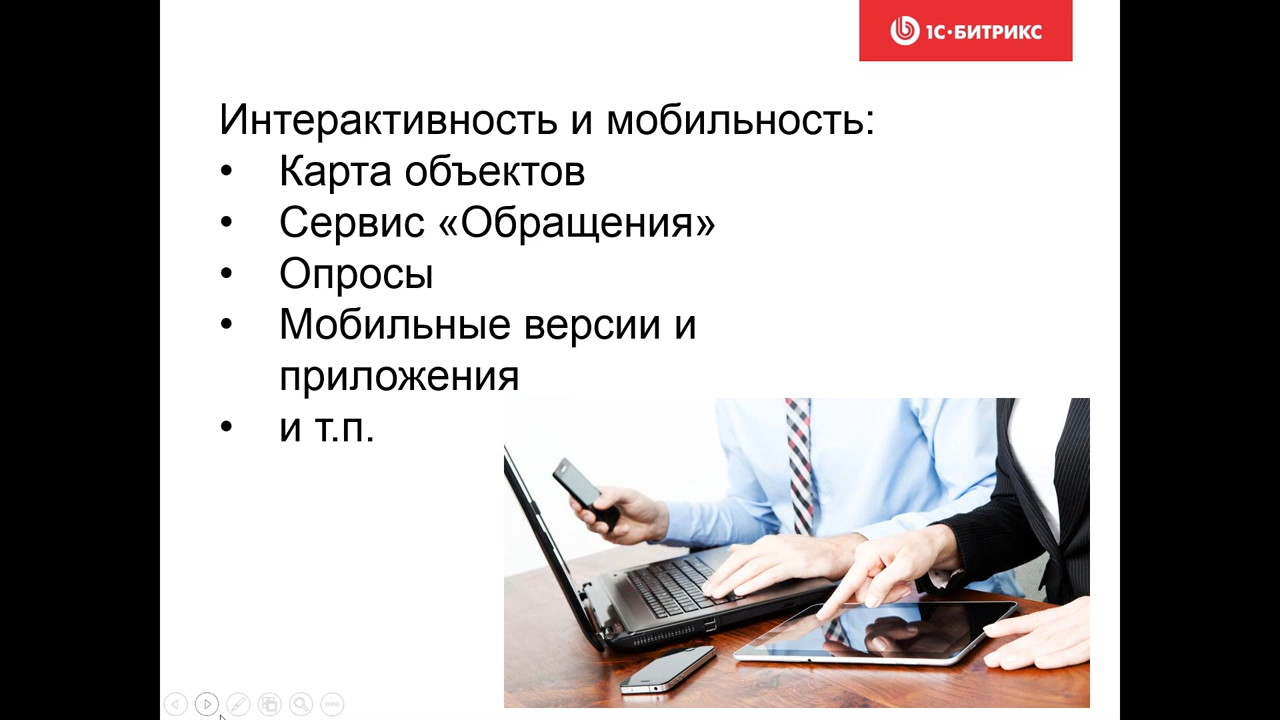 1С·БИТРИКС
Интерактивность и мобильность:
• Карта объектов
• Сервис «Обращения»
• Опросы
• Мобильные версии и
приложения
• и т.п.